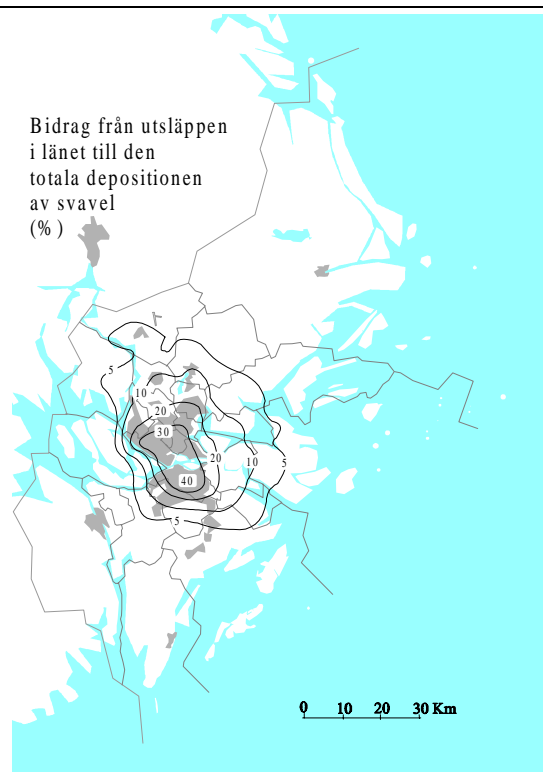 Bidrag från utsläppen
i länet till den
totala depositionen
av svavel
(%)
5
10
20
30
20
10
5
40
5
0 10 20 30 Km